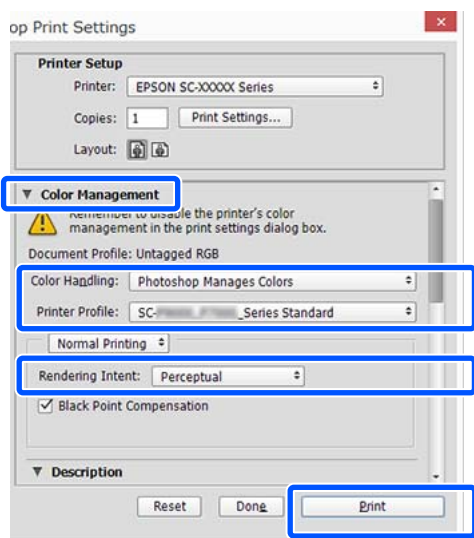 op Print Settings
Printer Setup
Printer: EPSON SC-XXXXX Series
Copies: 1 Print Settings...
Layout:
Color Management
Remember to disable the printer's color
management in the print settings dialog box.
Document Profile: Untagged RGB
Color Handling: Photoshop Manages Colors
Printer Profile: SC- _Series Standard
Normal Printing
Rendering Intent: Perceptual
Black Point Compensation
Description
Reset Done Print